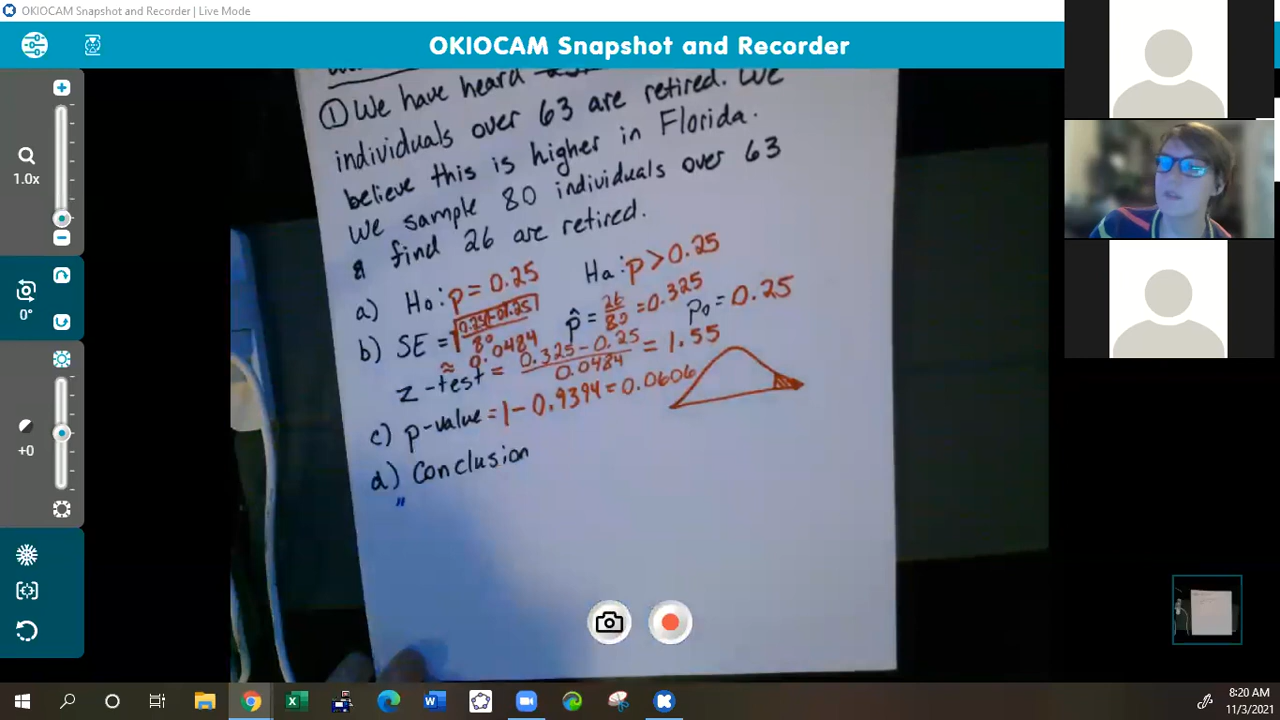 OKIOCAM Snapshot and Recorder | Live Mode
OKIOCAM Snapshot and Recorder
① We have heard
individuals over 63 are retired. We
believe this is higher in Florida.
We sample 80 individuals over 63
& find 26 are retired.
a) Ho: p = 0.25 Ha: p > 0.25
b) SE = √0.25(1-0.25)/80 p̂ = 26/80 = 0.325 p₀ = 0.25
≈ 0.0484
z-test = 0.325 - 0.25/0.0484 = 1.55
c) p-value = 1 - 0.9394 = 0.0606
d) Conclusion
"
1.0x
0°
+0
8:20 AM
11/3/2021